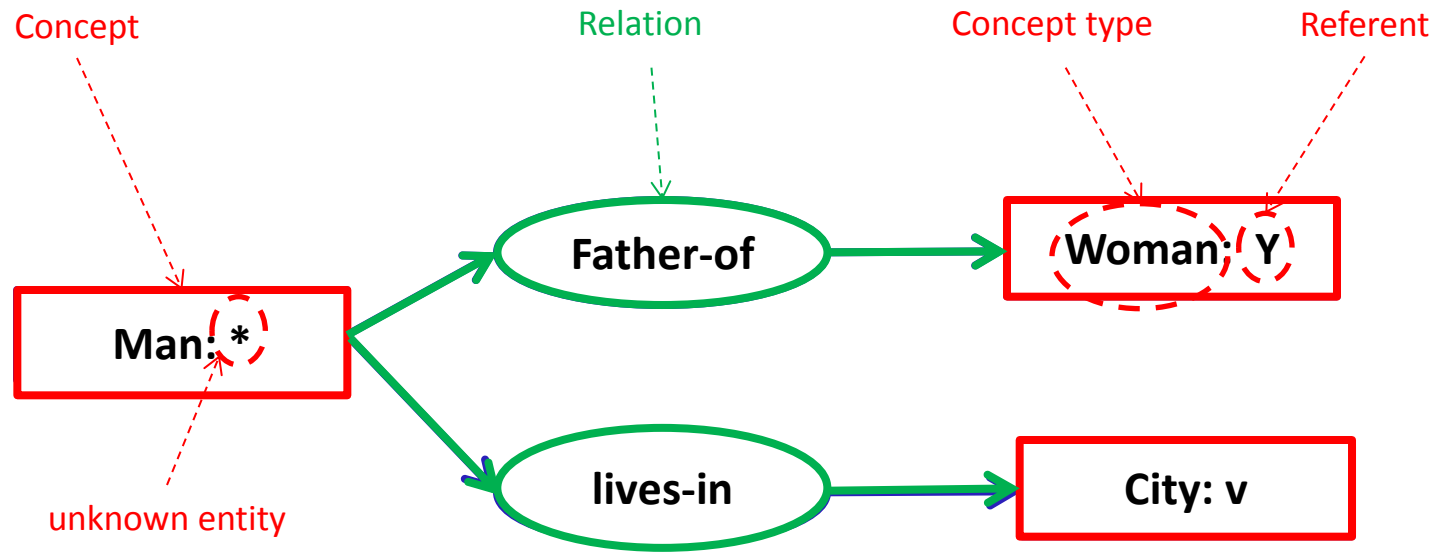 Concept
Relation
Concept type
Referent
Father-of
Woman: Y
Man: *
lives-in
City: v
unknown entity